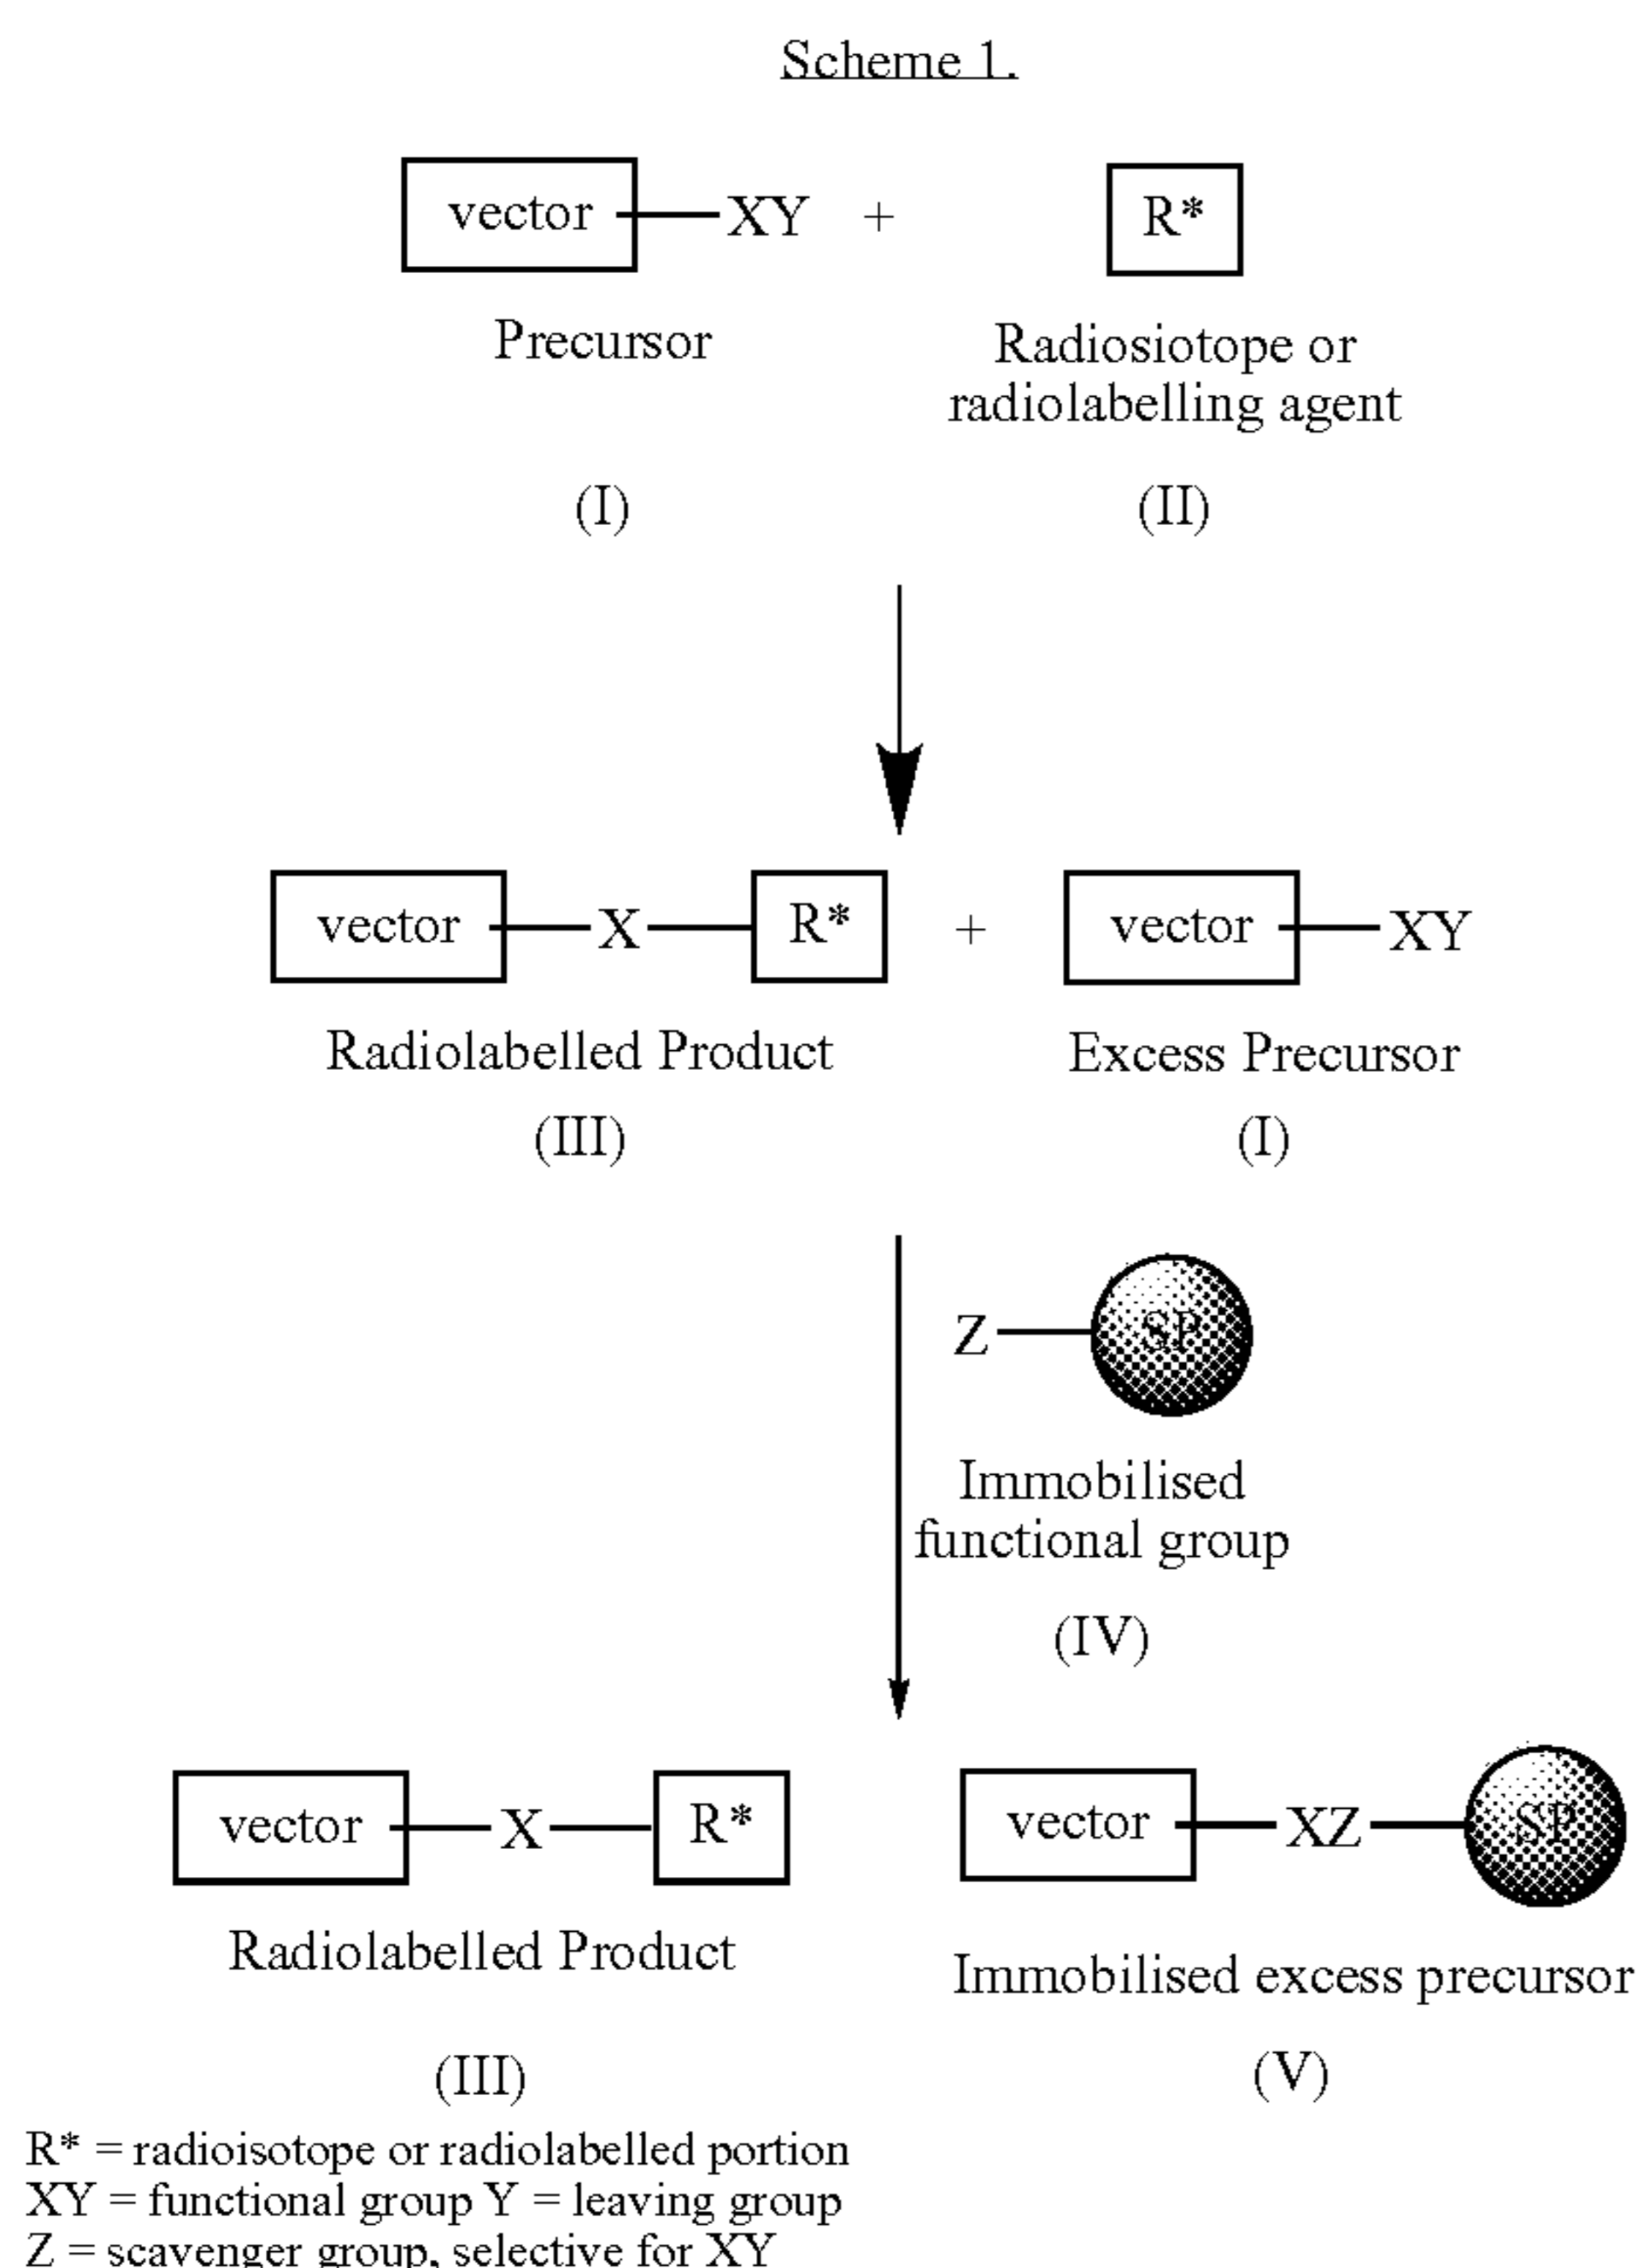 Scheme 1.
vector XY + R*
Precursor
Radiosiotope or
radiolabelling agent
(I) (II)
vector X R* + vector XY
Radiolabelled Product Excess Precursor
(III) (I)
Z SP
Immobilised
functional group
(IV)
vector X R* vector XZ SP
Radiolabelled Product Immobilised excess precursor
(III) (V)
R* = radioisotope or radiolabelled portion
XY = functional group Y = leaving group
Z = scavenger group, selective for XY